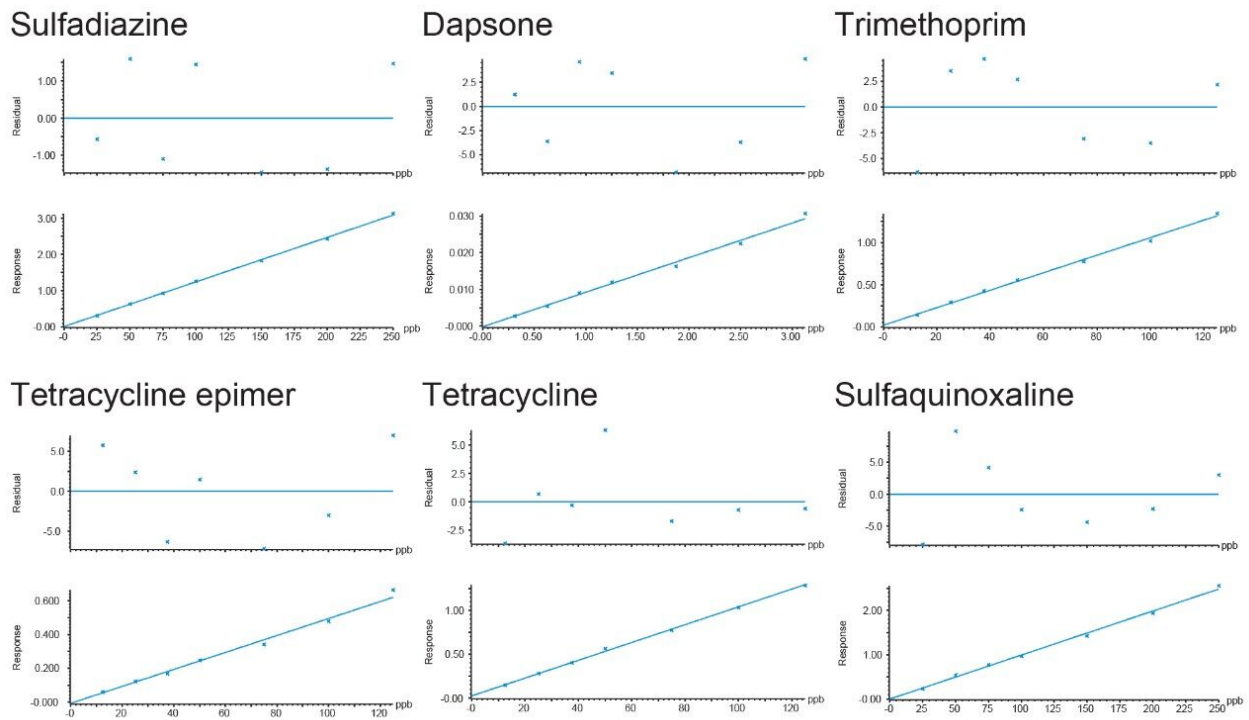 Sulfadiazine
Dapsone
Trimethoprim
Residual
1.00
0.00
-1.00
ppb
Residual
2.5
0.0
-2.5
-5.0
ppb
Residual
2.5
0.0
-2.5
-5.0
ppb
Response
3.00
2.00
1.00
-0.00
-0 25 50 75 100 125 150 175 200 225 250 ppb
Response
0.030
0.020
0.010
-0.000
-0.00 0.50 1.00 1.50 2.00 2.50 3.00 ppb
Response
1.00
0.50
-0.00
-0 20 40 60 80 100 120 ppb
Tetracycline epimer
Tetracycline
Sulfaquinoxaline
Residual
5.0
0.0
-5.0
ppb
Residual
5.0
2.5
0.0
-2.5
ppb
Residual
5.0
0.0
-5.0
ppb
Response
0.600
0.400
0.200
-0.000
-0 20 40 60 80 100 120 ppb
Response
1.00
0.50
-0.00
-0 20 40 60 80 100 120 ppb
Response
2.00
1.00
-0.00
-0 25 50 75 100 125 150 175 200 225 250 ppb